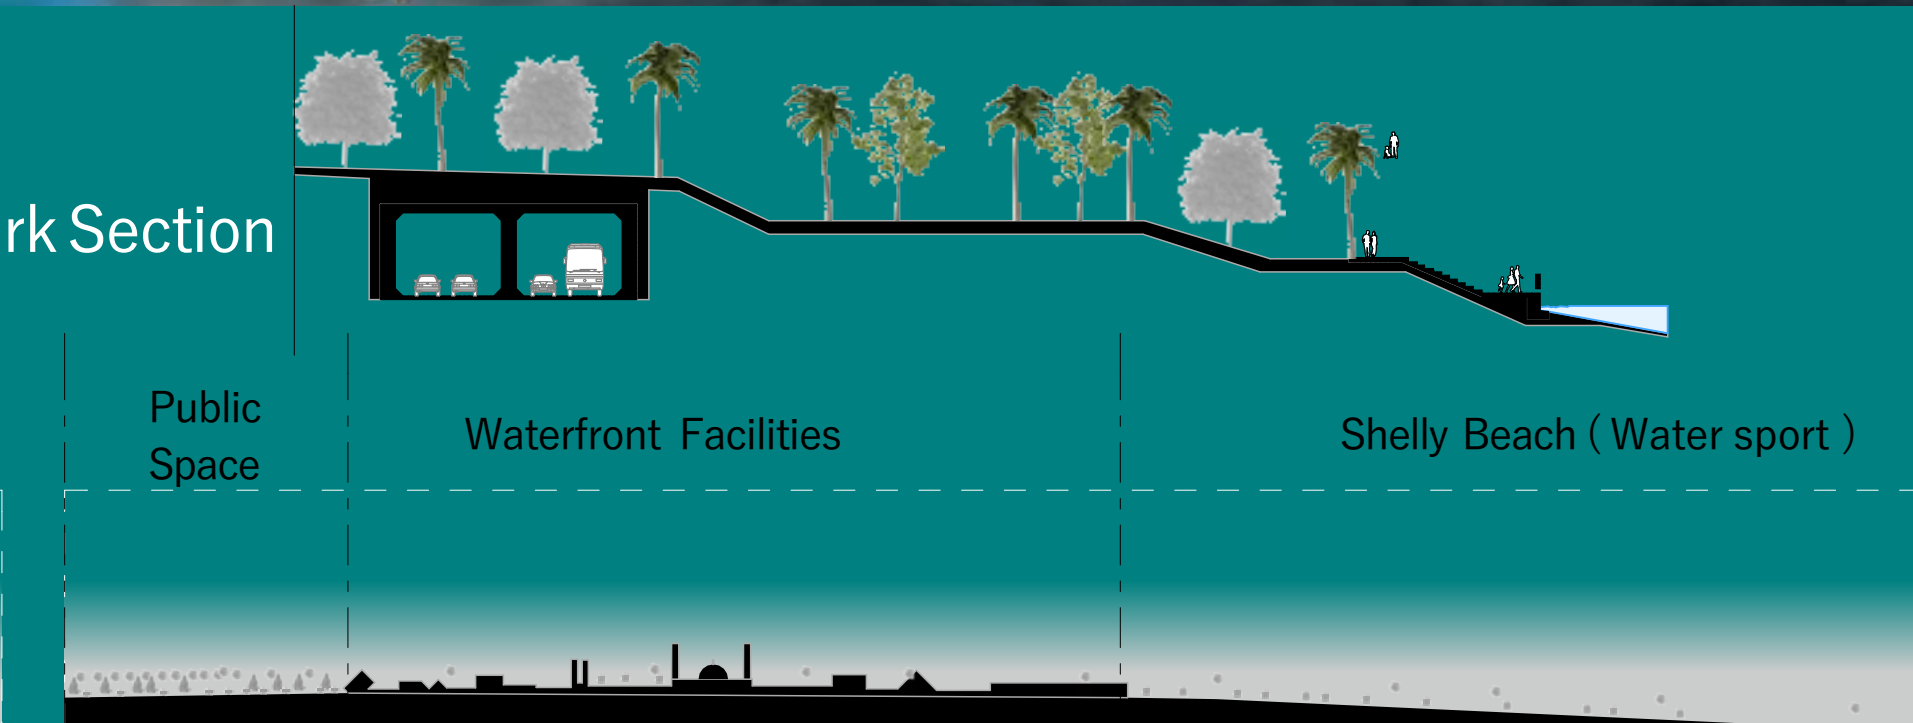 rk Section
Public
Space
Waterfront Facilities
Shelly Beach ( Water sport )